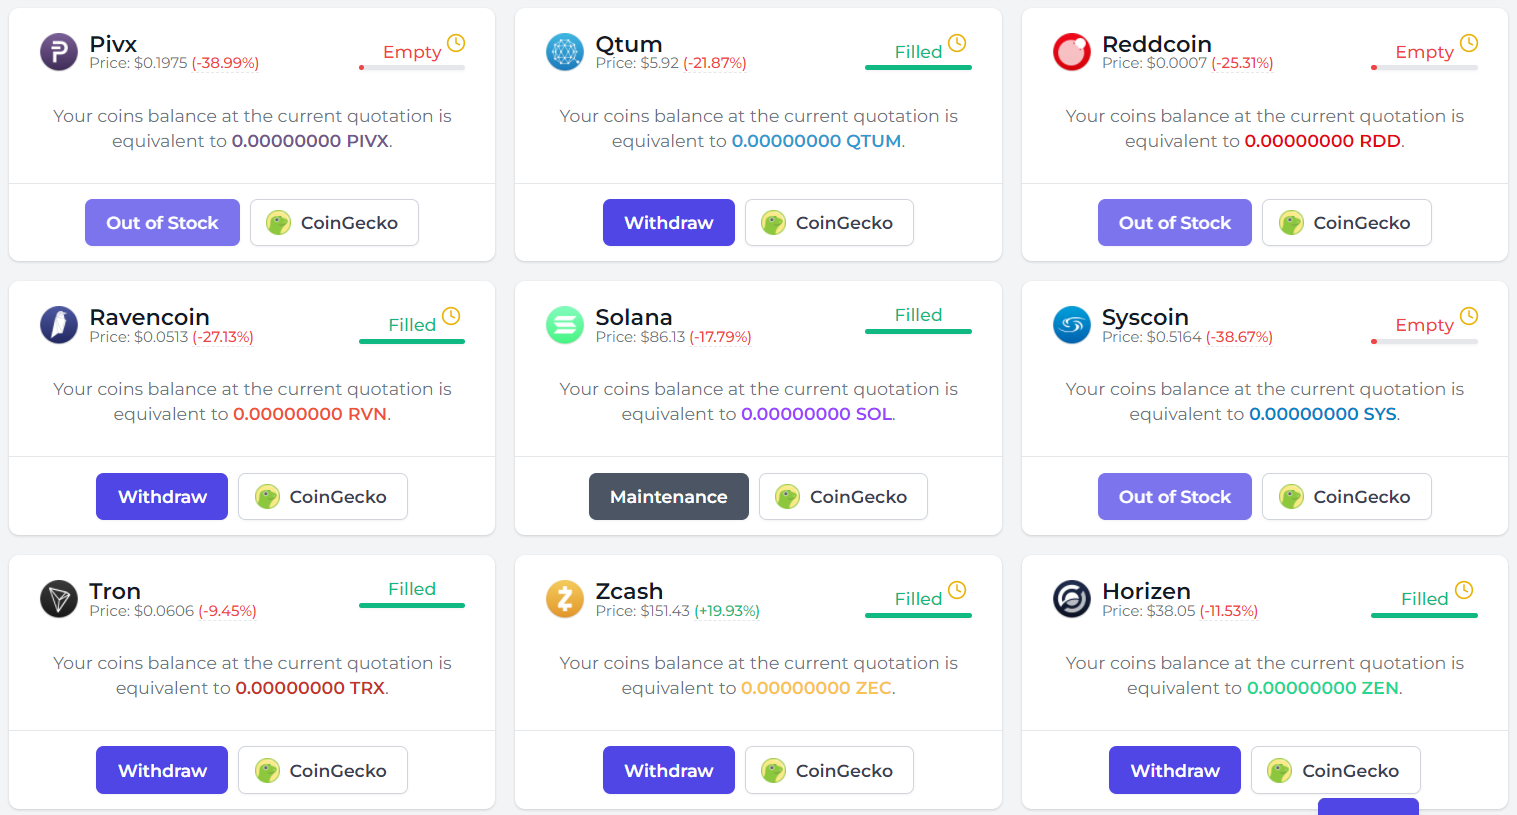 Pivx
Price: $0.1975 (-38.99%)
Empty
Your coins balance at the current quotation is
equivalent to 0.00000000 PIVX.
Out of Stock
CoinGecko
Qtum
Price: $5.92 (-21.87%)
Filled
Your coins balance at the current quotation is
equivalent to 0.00000000 QTUM.
Withdraw
CoinGecko
Reddcoin
Price: $0.0007 (-25.31%)
Empty
Your coins balance at the current quotation is
equivalent to 0.00000000 RDD.
Out of Stock
CoinGecko
Ravencoin
Price: $0.0513 (-27.13%)
Filled
Your coins balance at the current quotation is
equivalent to 0.00000000 RVN.
Withdraw
CoinGecko
Solana
Price: $86.13 (-17.79%)
Filled
Your coins balance at the current quotation is
equivalent to 0.00000000 SOL.
Maintenance
CoinGecko
Syscoin
Price: $0.5164 (-38.67%)
Empty
Your coins balance at the current quotation is
equivalent to 0.00000000 SYS.
Out of Stock
CoinGecko
Tron
Price: $0.0606 (-9.45%)
Filled
Your coins balance at the current quotation is
equivalent to 0.00000000 TRX.
Withdraw
CoinGecko
Zcash
Price: $151.43 (+19.93%)
Filled
Your coins balance at the current quotation is
equivalent to 0.00000000 ZEC.
Withdraw
CoinGecko
Horizen
Price: $38.05 (-11.53%)
Filled
Your coins balance at the current quotation is
equivalent to 0.00000000 ZEN.
Withdraw
CoinGecko